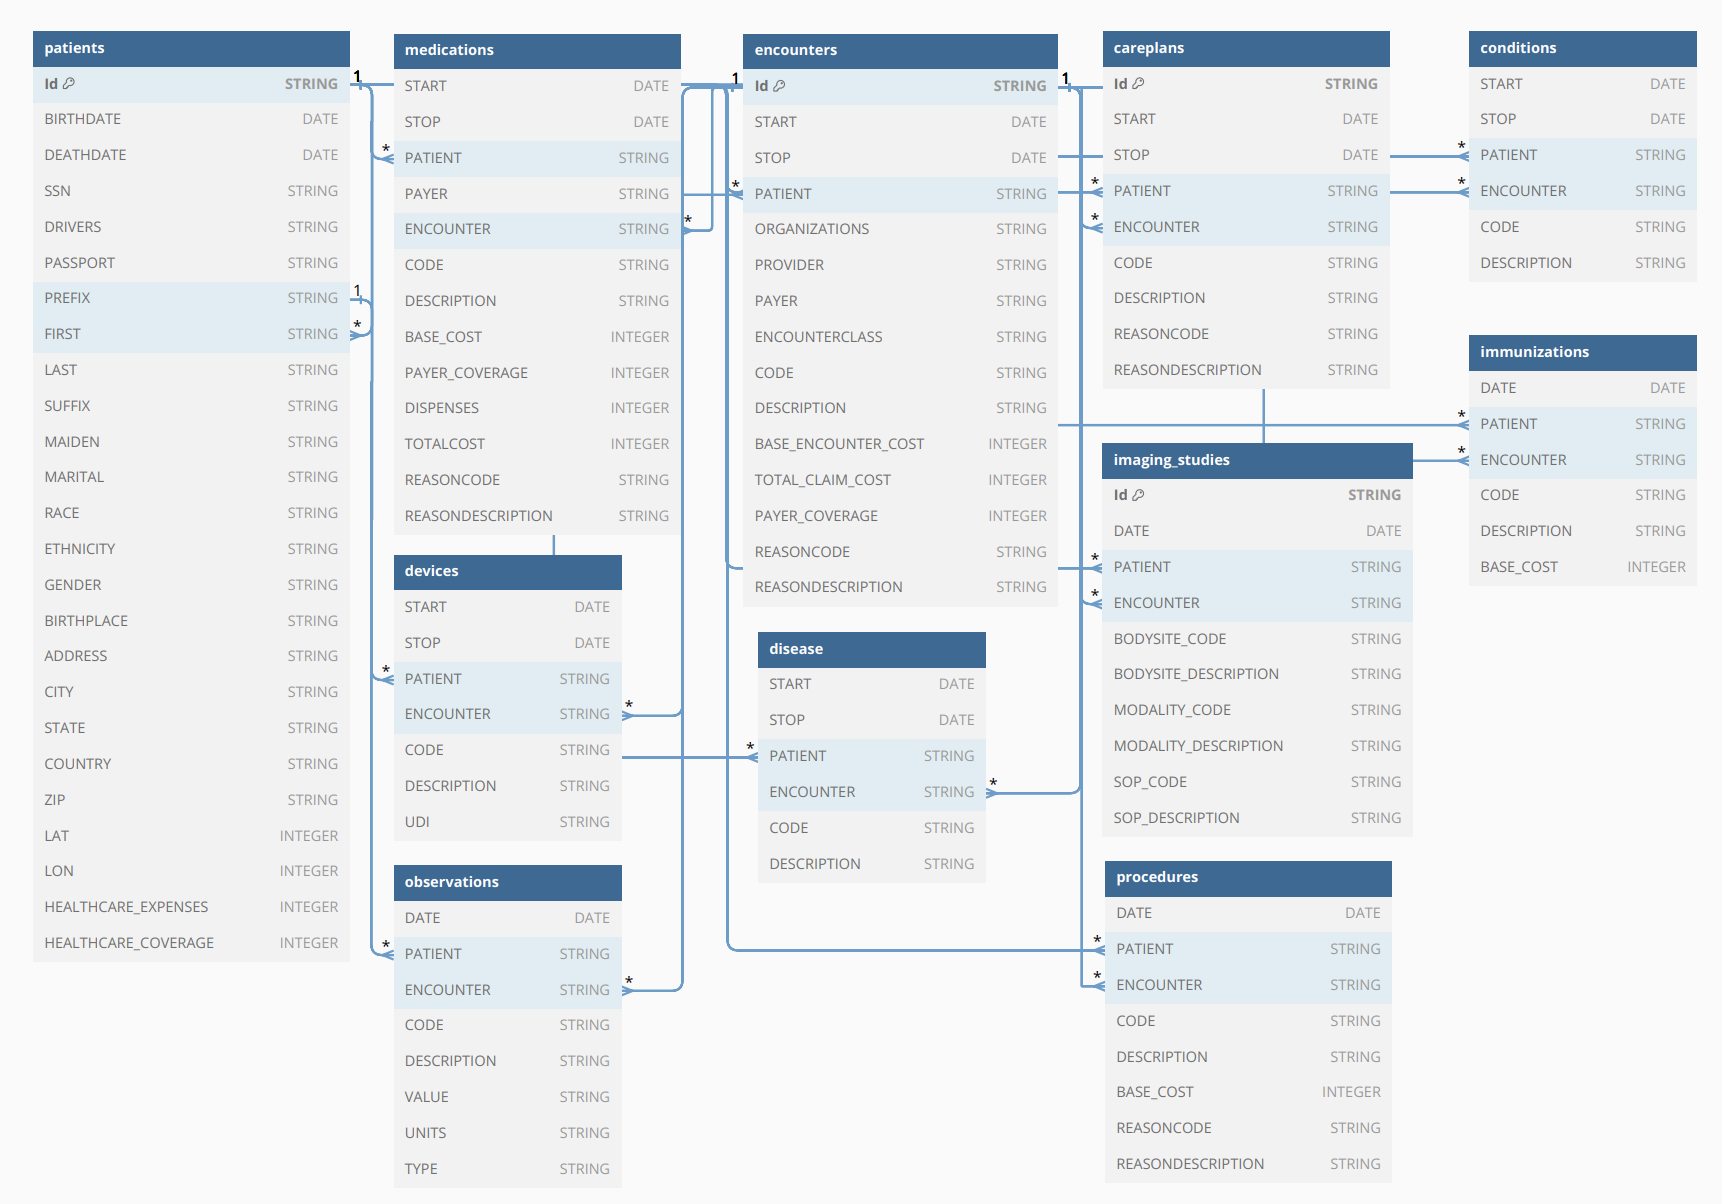 patients
Id STRING
BIRTHDATE DATE
DEATHDATE DATE
SSN STRING
DRIVERS STRING
PASSPORT STRING
PREFIX STRING
FIRST STRING
LAST STRING
SUFFIX STRING
MAIDEN STRING
MARITAL STRING
RACE STRING
ETHNICITY STRING
GENDER STRING
BIRTHPLACE STRING
ADDRESS STRING
CITY STRING
STATE STRING
COUNTRY STRING
ZIP STRING
LAT INTEGER
LON INTEGER
HEALTHCARE_EXPENSES INTEGER
HEALTHCARE_COVERAGE INTEGER
1
1
*
*
*
*
medications
START DATE
STOP DATE
PATIENT STRING
PAYER STRING
ENCOUNTER STRING
CODE STRING
DESCRIPTION STRING
BASE_COST INTEGER
PAYER_COVERAGE INTEGER
DISPENSES INTEGER
TOTALCOST INTEGER
REASONCODE STRING
REASONDESCRIPTION STRING
*
devices
START DATE
STOP DATE
PATIENT STRING
ENCOUNTER STRING
CODE STRING
DESCRIPTION STRING
UDI STRING
*
observations
DATE DATE
PATIENT STRING
ENCOUNTER STRING
CODE STRING
DESCRIPTION STRING
VALUE STRING
UNITS STRING
TYPE STRING
*
1
*
encounters
Id STRING
START DATE
STOP DATE
PATIENT STRING
ORGANIZATIONS STRING
PROVIDER STRING
PAYER STRING
ENCOUNTERCLASS STRING
CODE STRING
DESCRIPTION STRING
BASE_ENCOUNTER_COST INTEGER
TOTAL_CLAIM_COST INTEGER
PAYER_COVERAGE INTEGER
REASONCODE STRING
REASONDESCRIPTION STRING
1
*
disease
START DATE
STOP DATE
PATIENT STRING
ENCOUNTER STRING
CODE STRING
DESCRIPTION STRING
*
*
*
careplans
Id STRING
START DATE
STOP DATE
PATIENT STRING
ENCOUNTER STRING
CODE STRING
DESCRIPTION STRING
REASONCODE STRING
REASONDESCRIPTION STRING
*
*
imaging_studies
Id STRING
DATE DATE
PATIENT STRING
ENCOUNTER STRING
BODYSITE_CODE STRING
BODYSITE_DESCRIPTION STRING
MODALITY_CODE STRING
MODALITY_DESCRIPTION STRING
SOP_CODE STRING
SOP_DESCRIPTION STRING
*
*
procedures
DATE DATE
PATIENT STRING
ENCOUNTER STRING
CODE STRING
DESCRIPTION STRING
BASE_COST INTEGER
REASONCODE STRING
REASONDESCRIPTION STRING
*
*
conditions
START DATE
STOP DATE
PATIENT STRING
ENCOUNTER STRING
CODE STRING
DESCRIPTION STRING
*
*
immunizations
DATE DATE
PATIENT STRING
ENCOUNTER STRING
CODE STRING
DESCRIPTION STRING
BASE_COST INTEGER